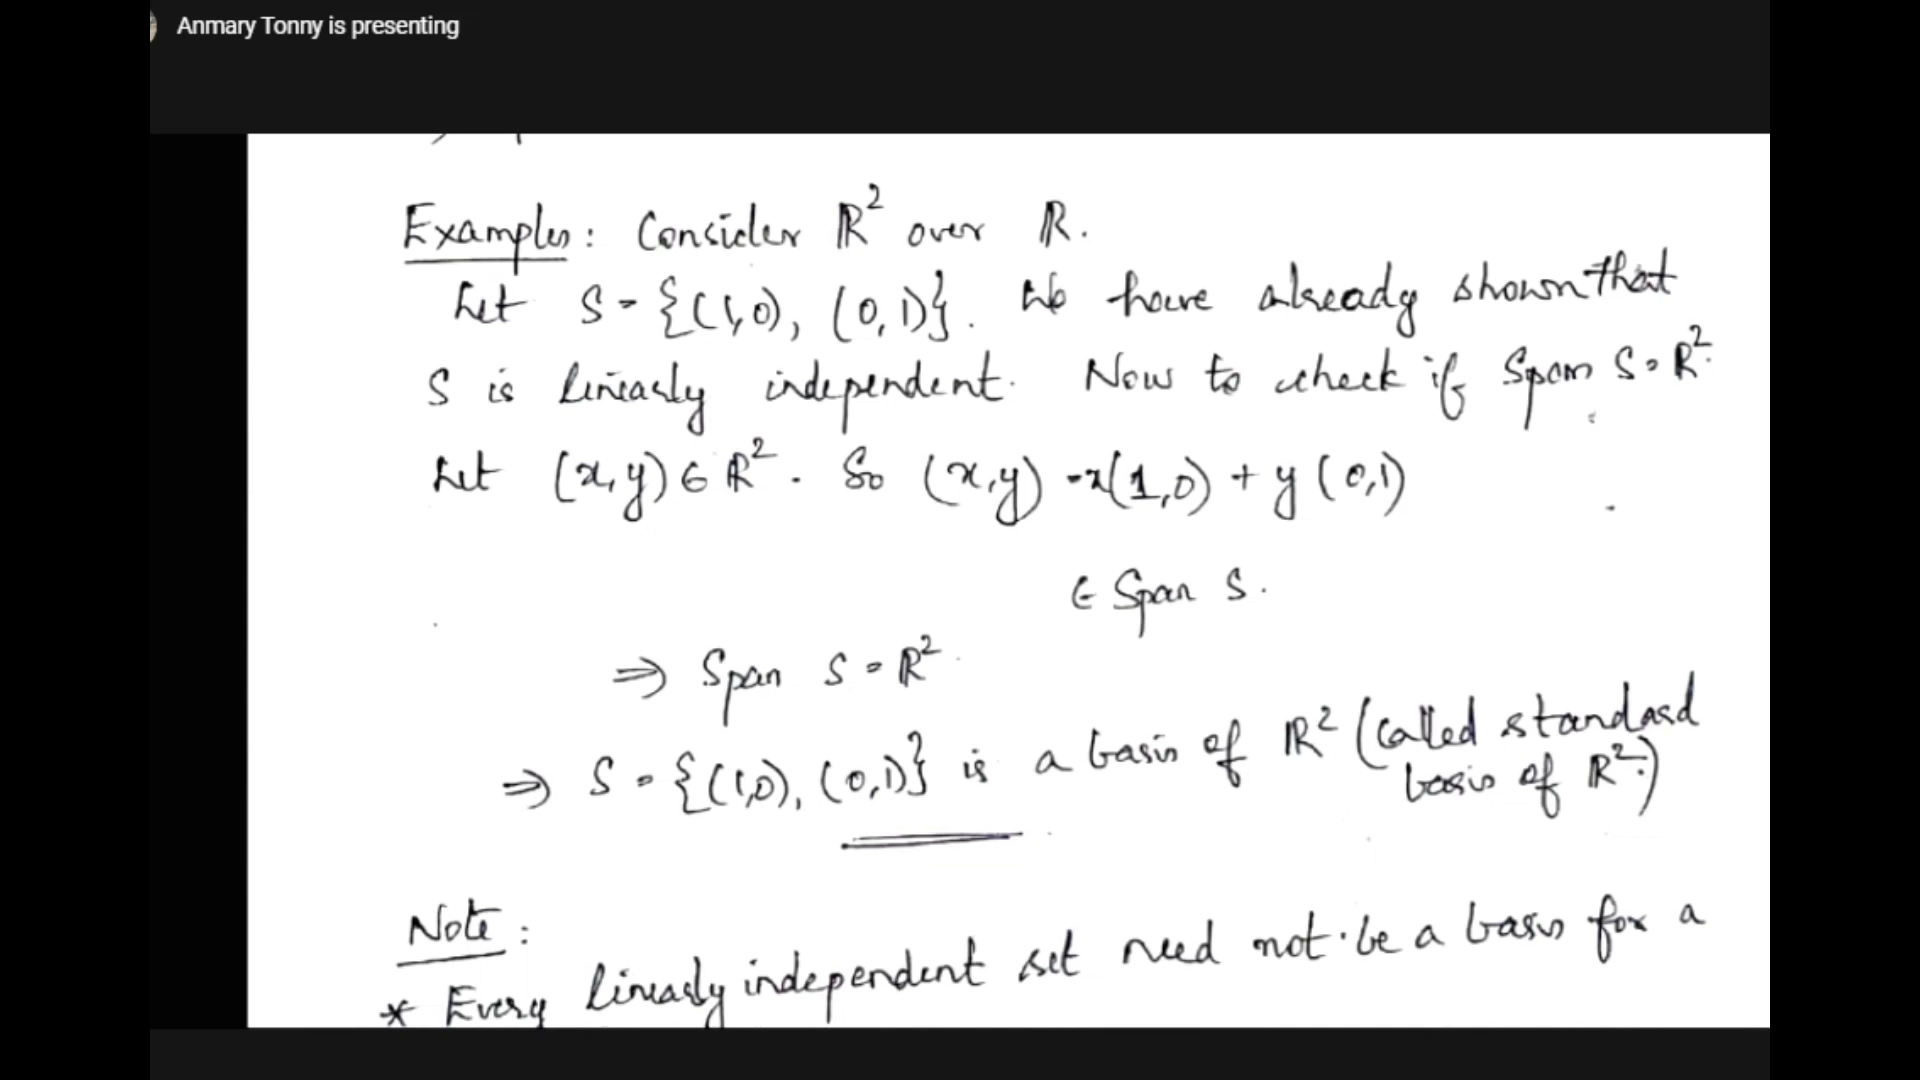 Anmary Tonny is presenting
Examples: Consider ℝ² over ℝ.
Let S = {(1,0), (0,1)}. We have already shown that
S is linearly independent. Now to check if Span S = ℝ².
Let (x,y) ∈ ℝ². So (x,y) = x(1,0) + y(0,1)
∈ Span S.
⇒ Span S = ℝ².
⇒ S = {(1,0), (0,1)} is a basis of ℝ² (called standard
basis of ℝ².)
Note:
* Every linearly independent set need not be a basis for a